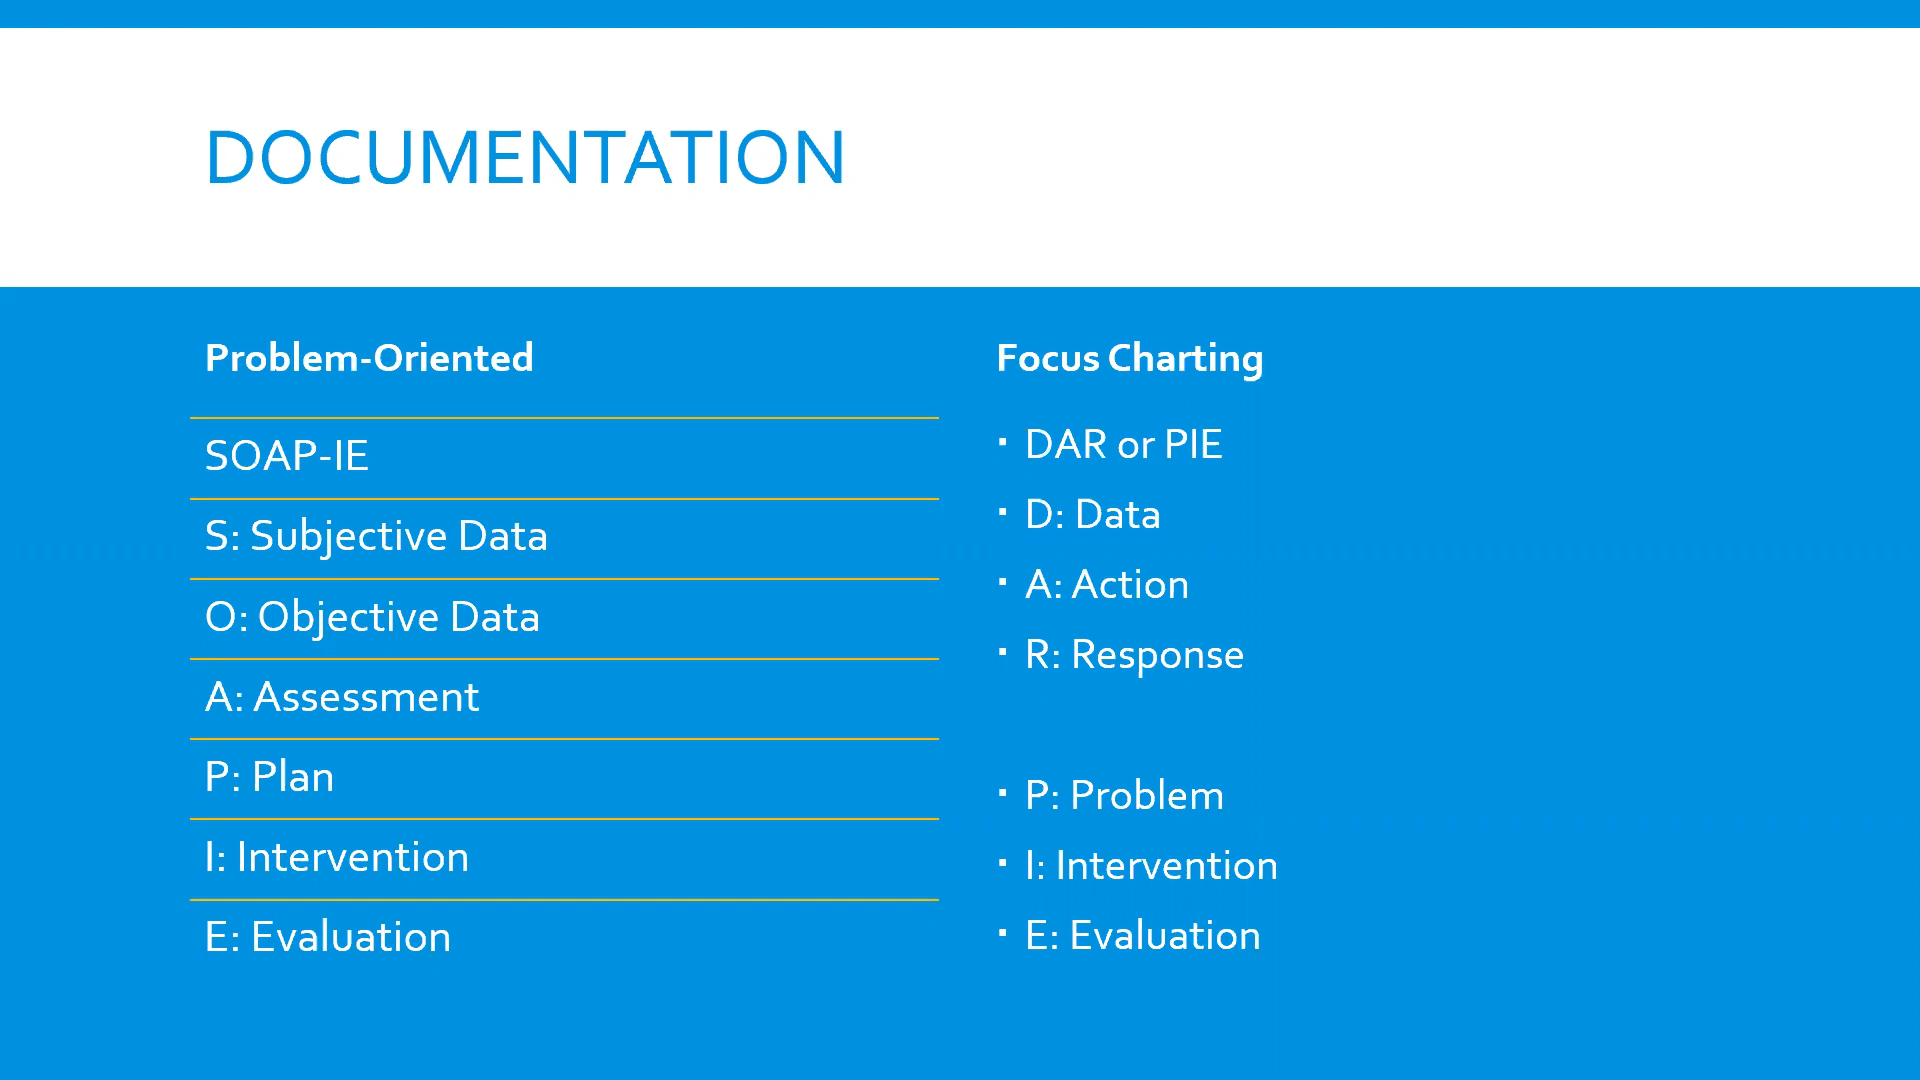 DOCUMENTATION
Problem-Oriented
SOAP-IE
S: Subjective Data
O: Objective Data
A: Assessment
P: Plan
I: Intervention
E: Evaluation
Focus Charting
▪ DAR or PIE
▪ D: Data
▪ A: Action
▪ R: Response
▪ P: Problem
▪ I: Intervention
▪ E: Evaluation